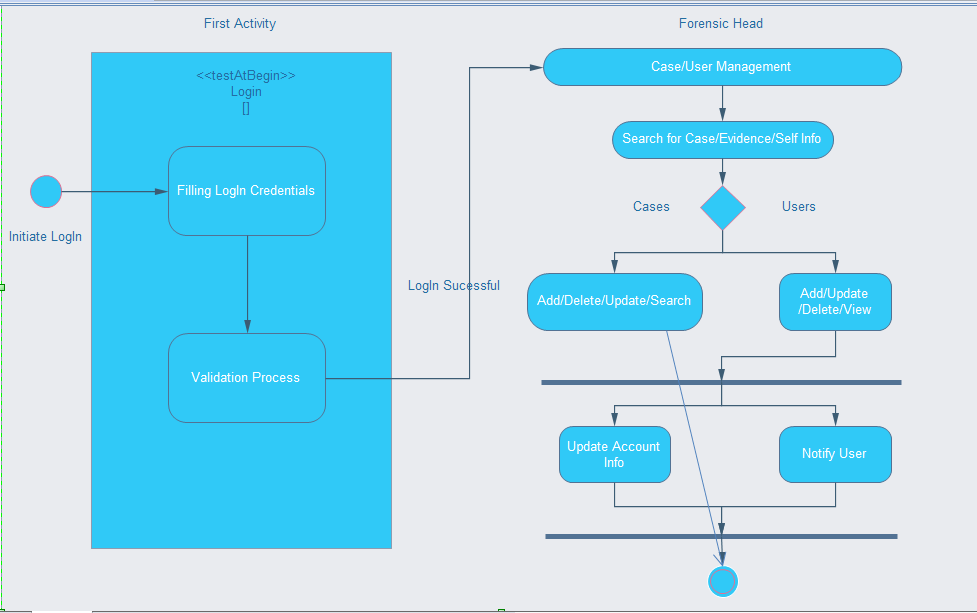 First Activity
Forensic Head
<<testAtBegin>>
Login
[]
Filling LogIn Credentials
Initiate LogIn
Validation Process
LogIn Sucessful
Case/User Management
Search for Case/Evidence/Self Info
Cases
Users
Add/Delete/Update/Search
Add/Update
/Delete/View
Update Account
Info
Notify User